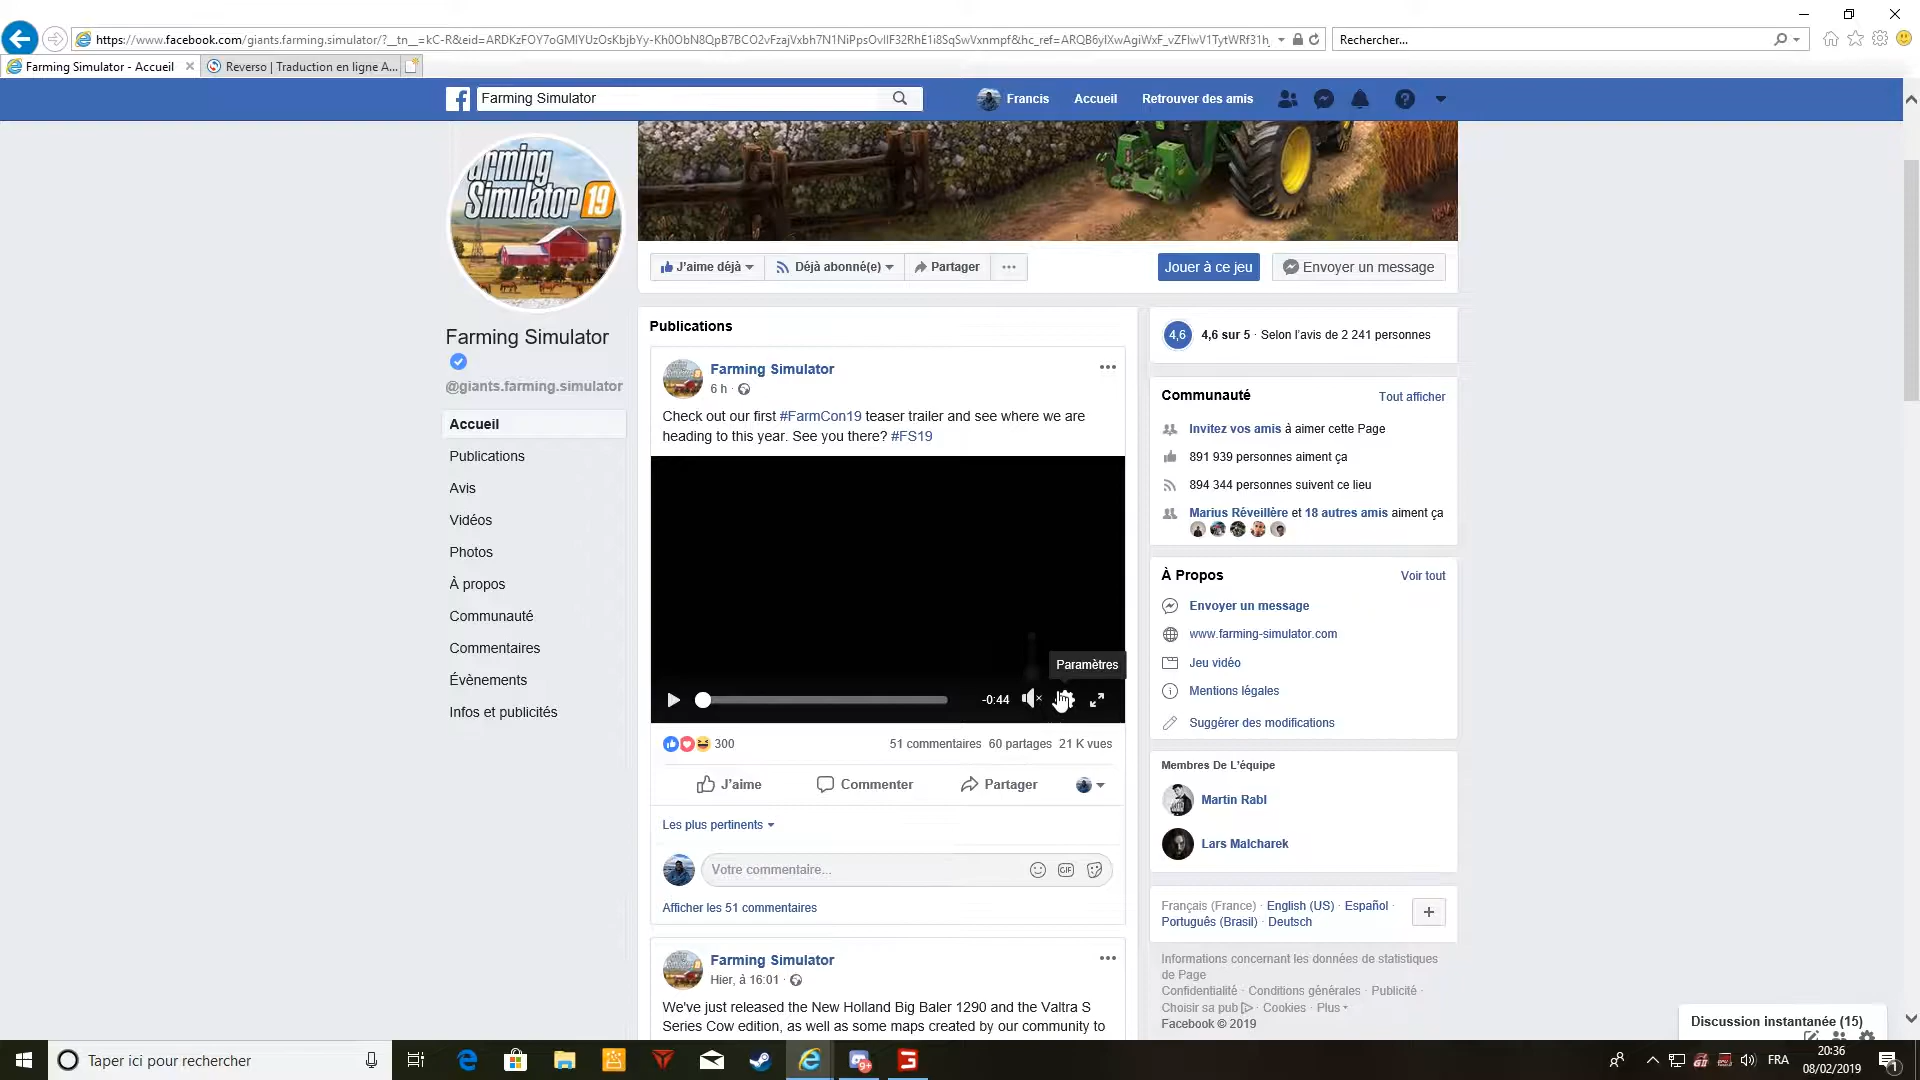 https://www.facebook.com/giants.farming.simulator/?__tn__=kC-R&eid=
Rechercher...
Farming Simulator - Accueil
Reverso | Traduction en ligne A...
Farming Simulator
Francis
Accueil
Retrouver des amis
arming
Simulator 19
J'aime déjà
Déjà abonné(e)
Partager
Jouer à ce jeu
Envoyer un message
Farming Simulator
@giants.farming.simulator
Accueil
Publications
Avis
Vidéos
Photos
À propos
Communauté
Commentaires
Évènements
Infos et publicités
Publications
Farming Simulator
6 h ·
Check out our first #FarmCon19 teaser trailer and see where we are
heading to this year. See you there? #FS19
Paramètres
-0:44
300
51 commentaires 60 partages 21 K vues
J'aime
Commenter
Partager
Les plus pertinents
Votre commentaire...
GIF
Afficher les 51 commentaires
Farming Simulator
Hier, à 16:01 ·
We've just released the New Holland Big Baler 1290 and the Valtra S
Series Cow edition, as well as some maps created by our community to
4,6
4,6 sur 5 · Selon l'avis de 2 241 personnes
Communauté
Tout afficher
Invitez vos amis à aimer cette Page
891 939 personnes aiment ça
894 344 personnes suivent ce lieu
Marius Réveillère et 18 autres amis aiment ça
À Propos
Voir tout
Envoyer un message
www.farming-simulator.com
Jeu vidéo
Mentions légales
Suggérer des modifications
Membres De L'équipe
Martin Rabl
Lars Malcharek
Français (France) · English (US) · Español ·
Português (Brasil) · Deutsch
Informations concernant les données de statistiques
de Page
Confidentialité · Conditions générales · Publicité ·
Choisir sa pub · Cookies · Plus
Facebook © 2019
Discussion instantanée (15)
Taper ici pour rechercher
9+
FRA
20:36
08/02/2019
1